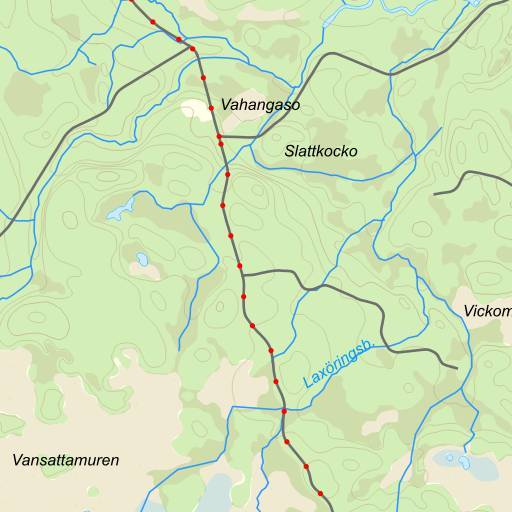 Vahangaso
Slattkocko
Vickom
Laxöringsb.
Vansattamuren